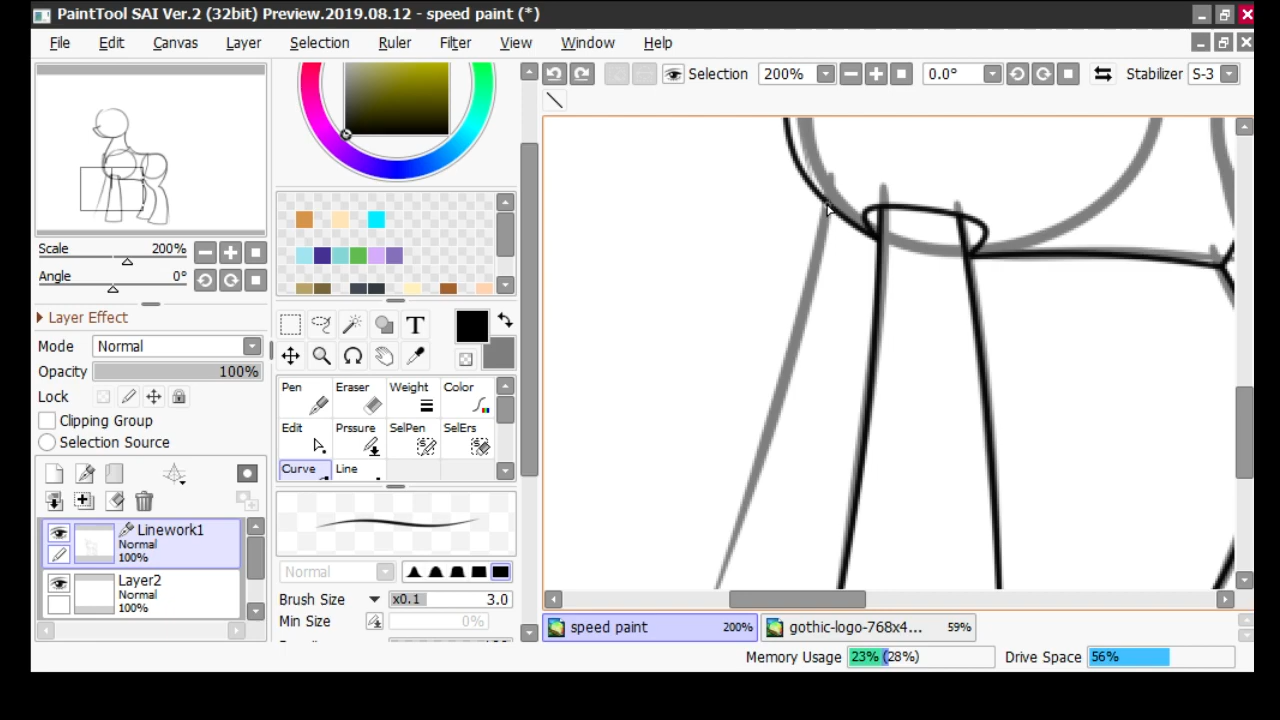 PaintTool SAI Ver.2 (32bit) Preview.2019.08.12 - speed paint (*)
File Edit Canvas Layer Selection Ruler Filter View Window Help
Selection 200% 0.0° Stabilizer S-3
Scale 200%
Angle 0°
Layer Effect
Mode Normal
Opacity 100%
Lock
Clipping Group
Selection Source
Linework1
Normal
100%
Layer2
Normal
100%
T
Pen Eraser Weight Color
Edit Prssure SelPen SelErs
Curve Line
Normal
Brush Size x0.1 3.0
Min Size 0%
speed paint 200% gothic-logo-768x4... 59%
Memory Usage 23% (28%) Drive Space 56%